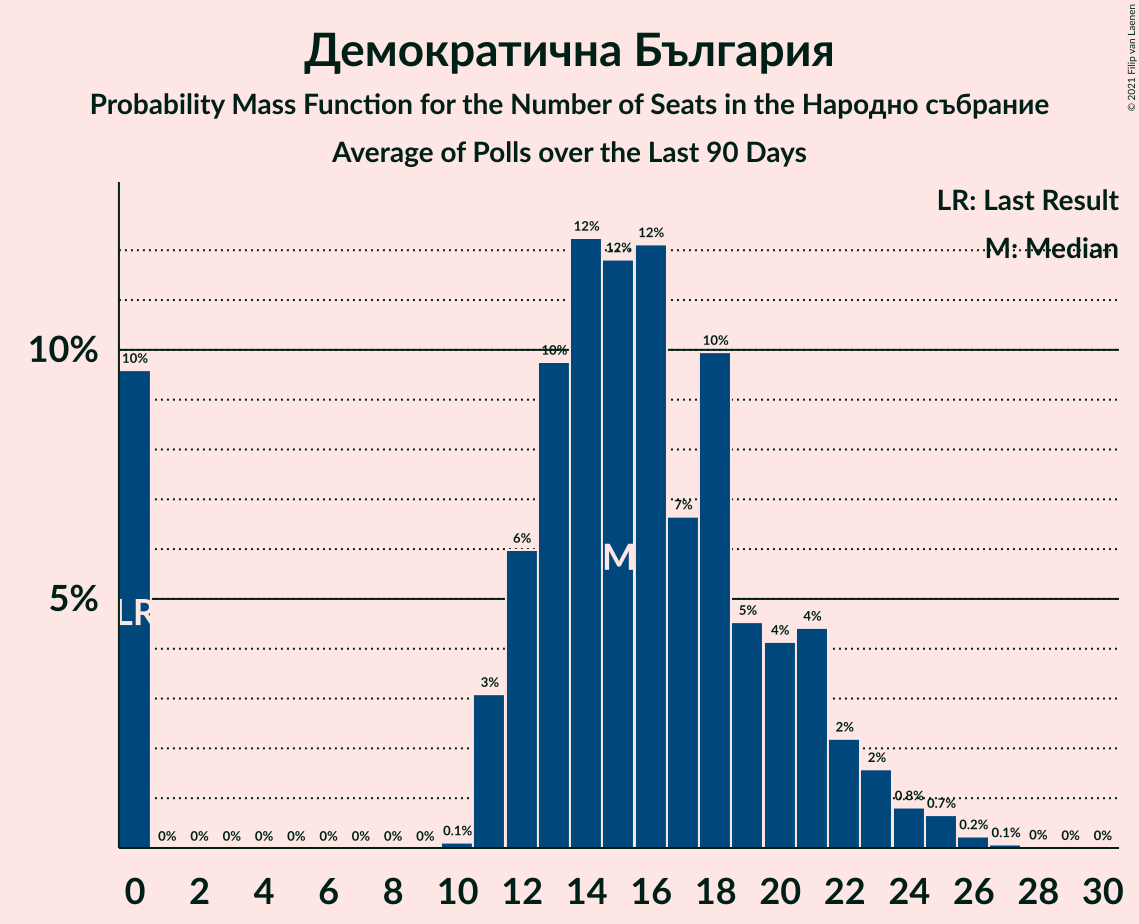 Демократична България
Probability Mass Function for the Number of Seats in the Народно събрание
Average of Polls over the Last 90 Days
© 2021 Filip van Laenen
LR: Last Result
M: Median
10%
5%
10% 0% 0% 0% 0% 0% 0% 0% 0% 0% 0.1% 3% 6% 10% 12% 12% 12% 7% 10% 5% 4% 4% 2% 2% 0.8% 0.7% 0.2% 0.1% 0% 0% 0%
LR
M
0 2 4 6 8 10 12 14 16 18 20 22 24 26 28 30